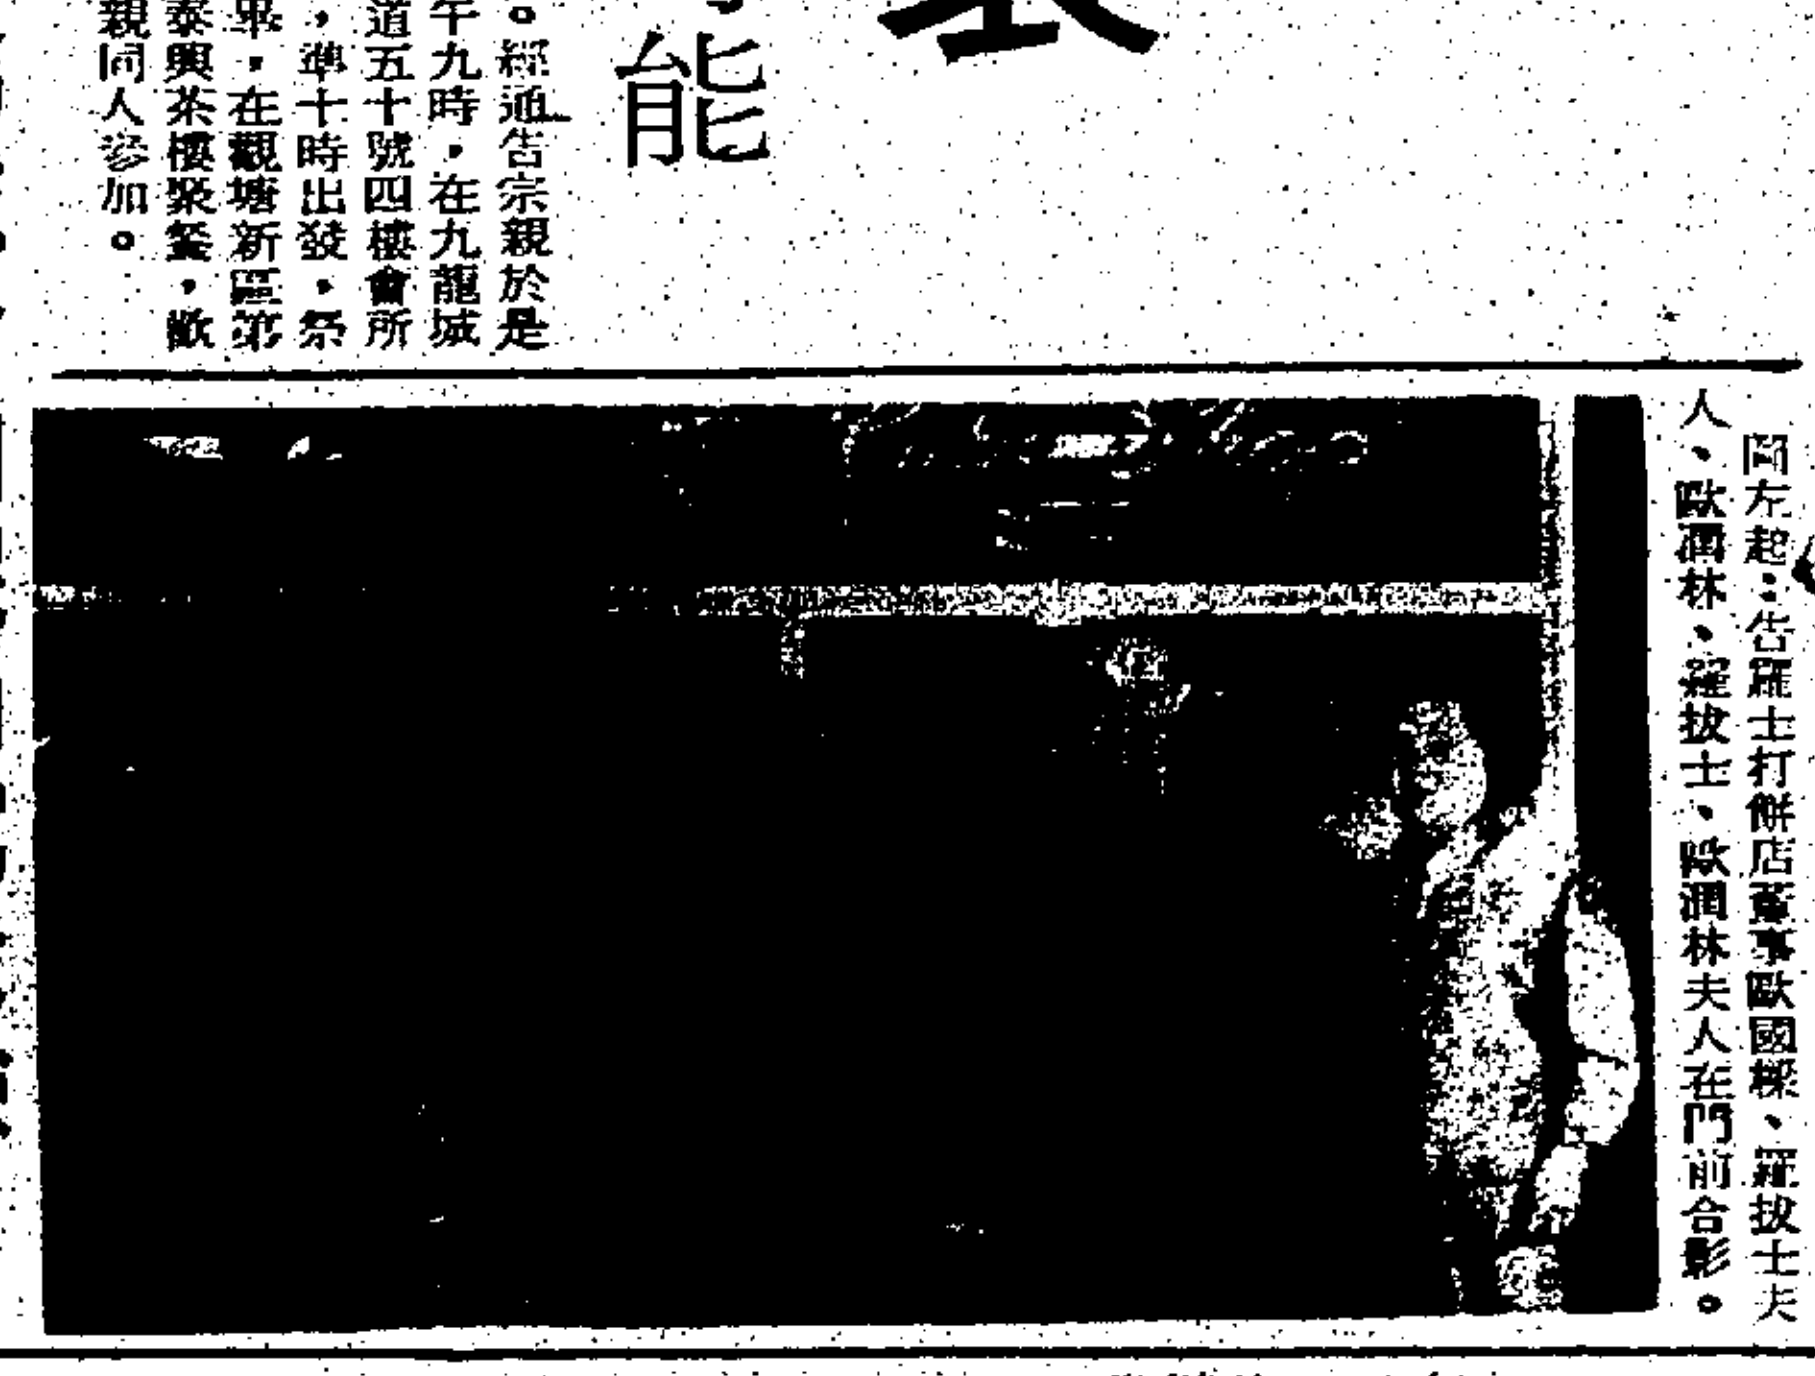 能
。經通告宗親於是
午九時，在九龍城
道五十號四樓會所
，準十時出發，祭
畢，在觀塘新區第
泰興茶樓聚餐，歡
親同人參加。
圖左起：告羅士打餅店董事歐國樑、羅拔士夫
人、歐潤林、羅拔士、歐潤林夫人在門前合影。